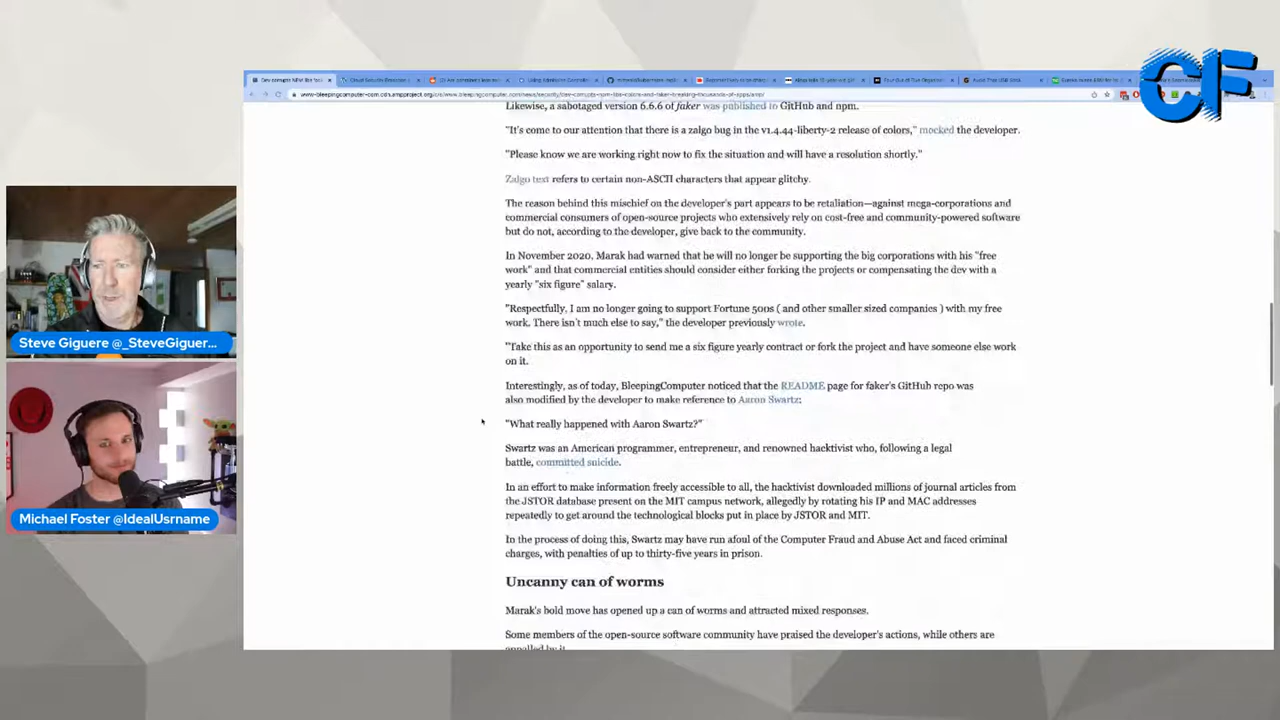 CF
www-bleepingcomputer-com.cdn.ampproject.org
Likewise, a sabotaged version 6.6.6 of faker was published to GitHub and npm.
"It's come to our attention that there is a zalgo bug in the v1.4.44-liberty-2 release of colors," mocked the developer.
"Please know we are working right now to fix the situation and will have a resolution shortly."
Zalgo text refers to certain non-ASCII characters that appear glitchy.
The reason behind this mischief on the developer's part appears to be retaliation—against mega-corporations and
commercial consumers of open-source projects who extensively rely on cost-free and community-powered software
but do not, according to the developer, give back to the community.
In November 2020, Marak had warned that he will no longer be supporting the big corporations with his "free
work" and that commercial entities should consider either forking the projects or compensating the dev with a
yearly "six figure" salary.
"Respectfully, I am no longer going to support Fortune 500s ( and other smaller sized companies ) with my free
work. There isn't much else to say," the developer previously wrote.
"Take this as an opportunity to send me a six figure yearly contract or fork the project and have someone else work
on it.
Interestingly, as of today, BleepingComputer noticed that the README page for faker's GitHub repo was
also modified by the developer to make reference to Aaron Swartz:
"What really happened with Aaron Swartz?"
Swartz was an American programmer, entrepreneur, and renowned hacktivist who, following a legal
battle, committed suicide.
In an effort to make information freely accessible to all, the hacktivist downloaded millions of journal articles from
the JSTOR database present on the MIT campus network, allegedly by rotating his IP and MAC addresses
repeatedly to get around the technological blocks put in place by JSTOR and MIT.
In the process of doing this, Swartz may have run afoul of the Computer Fraud and Abuse Act and faced criminal
charges, with penalties of up to thirty-five years in prison.
Uncanny can of worms
Marak's bold move has opened up a can of worms and attracted mixed responses.
Some members of the open-source software community have praised the developer's actions, while others are
appalled by it.
Steve Giguere @_SteveGiguer...
Michael Foster @IdealUsrname